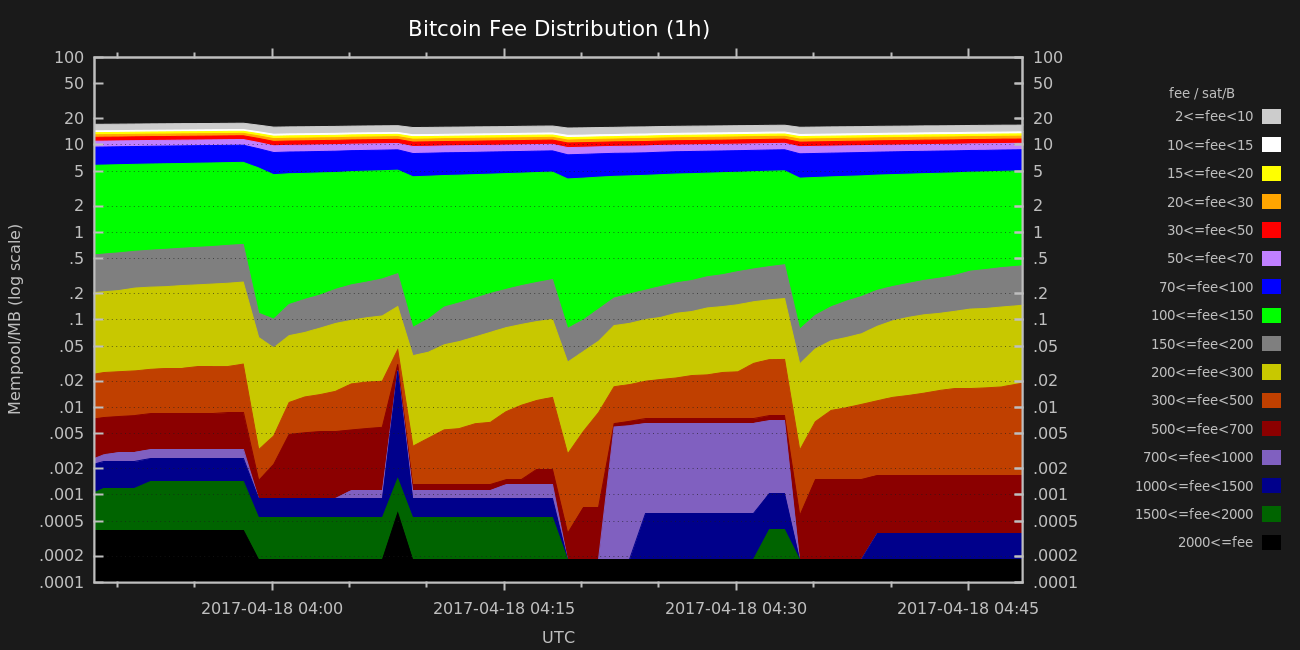 Bitcoin Fee Distribution (1h)
100 100
50 50
20 20
10 10
5 5
2 2
1 1
.5 .5
.2 .2
.1 .1
.05 .05
.02 .02
.01 .01
.005 .005
.002 .002
.001 .001
.0005 .0005
.0002 .0002
.0001 .0001
Mempool/MB (log scale)
2017-04-18 04:00 2017-04-18 04:15 2017-04-18 04:30 2017-04-18 04:45
UTC
fee / sat/B
2<=fee<10
10<=fee<15
15<=fee<20
20<=fee<30
30<=fee<50
50<=fee<70
70<=fee<100
100<=fee<150
150<=fee<200
200<=fee<300
300<=fee<500
500<=fee<700
700<=fee<1000
1000<=fee<1500
1500<=fee<2000
2000<=fee